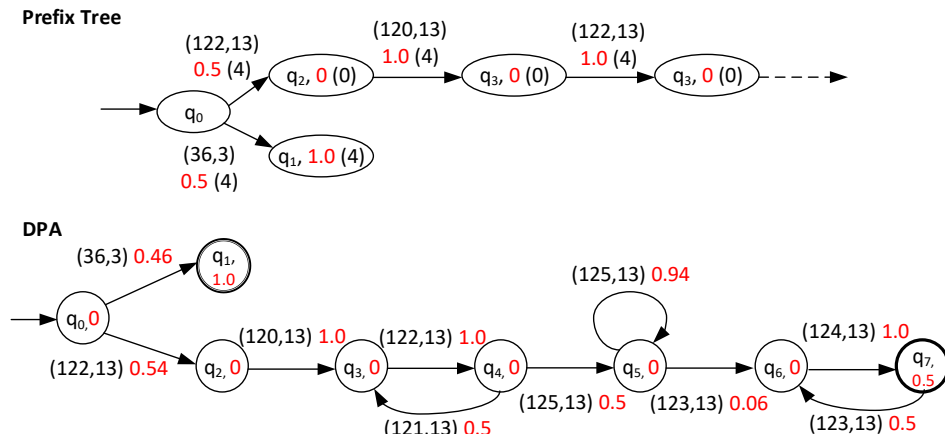 Prefix Tree
(122,13)
0.5 (4)
(120,13)
1.0 (4)
(122,13)
1.0 (4)
q0
q2, 0 (0)
q3, 0 (0)
q3, 0 (0)
(36,3)
0.5 (4)
q1, 1.0 (4)
DPA
(36,3) 0.46
q1,
1.0
q0,0
(122,13) 0.54
q2,0
(120,13) 1.0
q3,0
(122,13) 1.0
q4,0
(121,13) 0.5
(125,13) 0.5
(125,13) 0.94
q5,0
(123,13) 0.06
q6,0
(124,13) 1.0
q7,
0.5
(123,13) 0.5